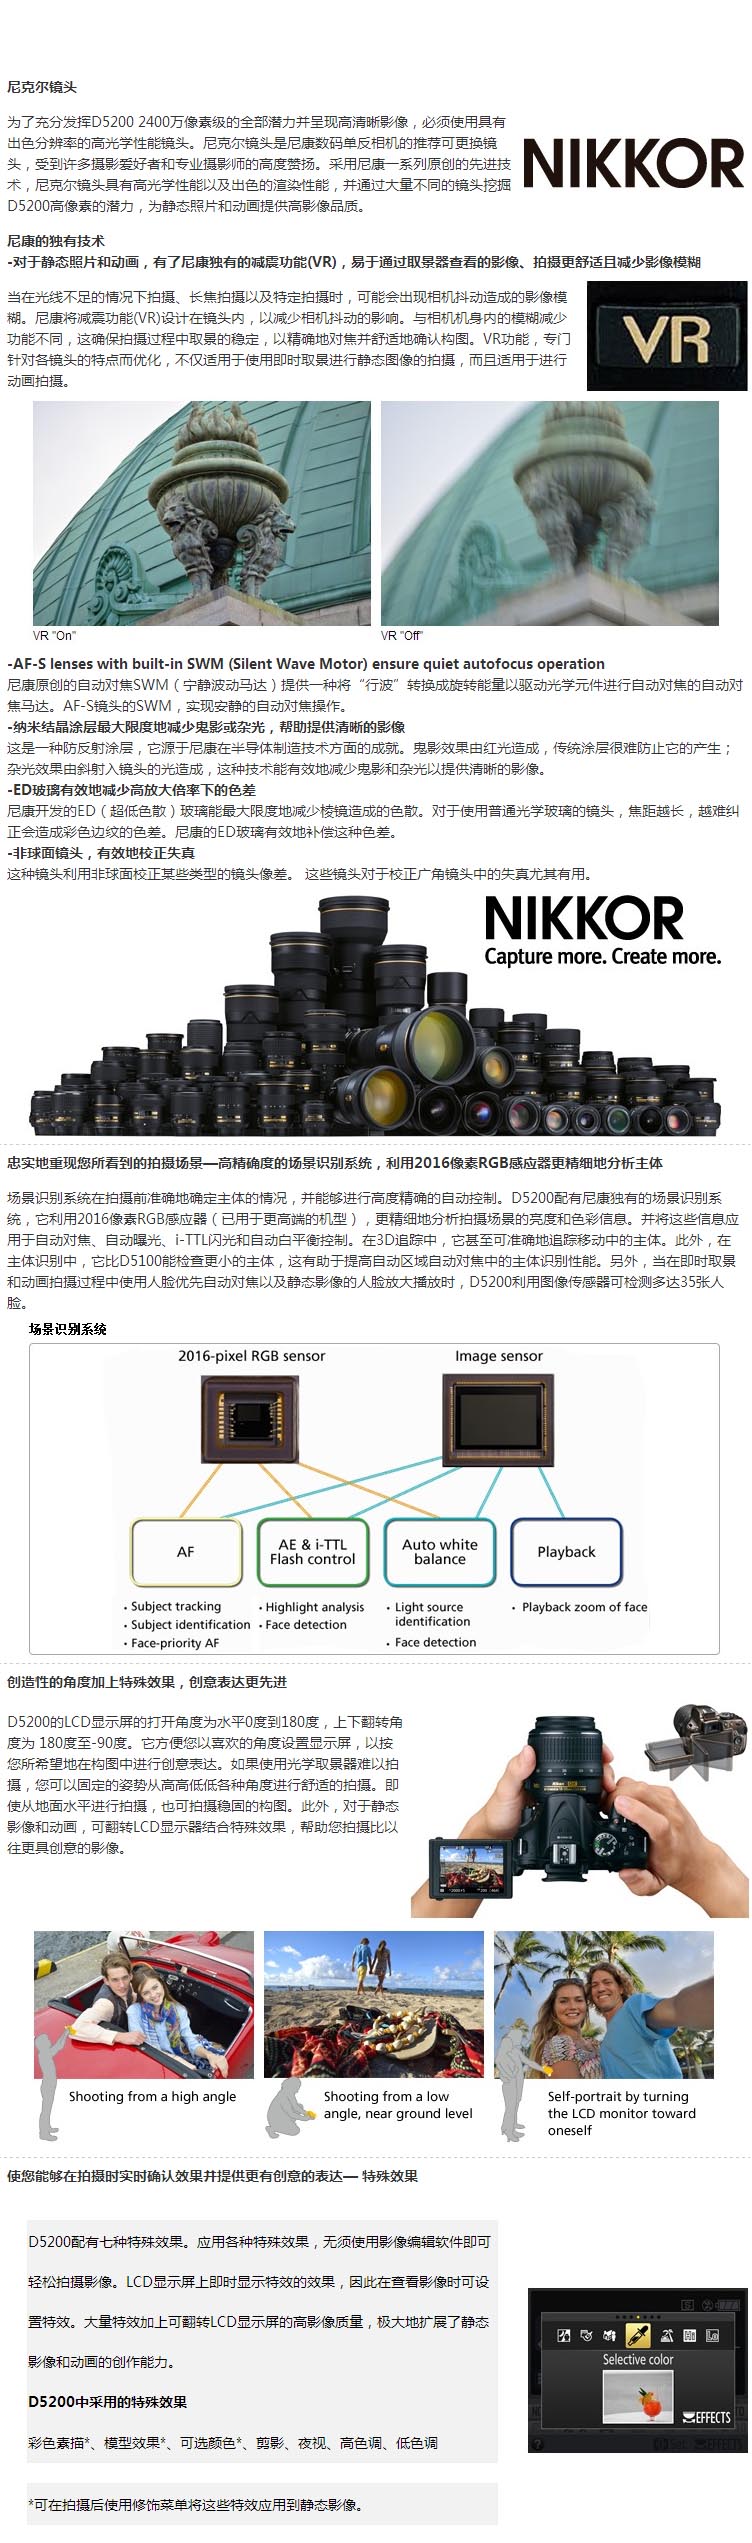 尼克尔镜头
为了充分发挥D5200 2400万像素级的全部潜力并呈现高清晰影像，必须使用具有
出色分辨率的高光学性能镜头。尼克尔镜头是尼康数码单反相机的推荐可更换镜
头，受到许多摄影爱好者和专业摄影师的高度赞扬。采用尼康一系列原创的先进技
术，尼克尔镜头具有高光学性能以及出色的渲染性能，并通过大量不同的镜头挖掘
D5200高像素的潜力，为静态照片和动画提供高影像品质。
NIKKOR
尼康的独有技术
-对于静态照片和动画，有了尼康独有的减震功能(VR)，易于通过取景器查看的影像、拍摄更舒适且减少影像模糊
当在光线不足的情况下拍摄、长焦拍摄以及特定拍摄时，可能会出现相机抖动造成的影像模
糊。尼康将减震功能(VR)设计在镜头内，以减少相机抖动的影响。与相机机身内的模糊减少
功能不同，这确保拍摄过程中取景的稳定，以精确地对焦并舒适地确认构图。VR功能，专门
针对各镜头的特点而优化，不仅适用于使用即时取景进行静态图像的拍摄，而且适用于进行
动画拍摄。
VR
VR "On"
VR "Off"
-AF-S lenses with built-in SWM (Silent Wave Motor) ensure quiet autofocus operation
尼康原创的自动对焦SWM（宁静波动马达）提供一种将“行波”转换成旋转能量以驱动光学元件进行自动对焦的自动对
焦马达。AF-S镜头的SWM，实现安静的自动对焦操作。
-纳米结晶涂层最大限度地减少鬼影或杂光，帮助提供清晰的影像
这是一种防反射涂层，它源于尼康在半导体制造技术方面的成就。鬼影效果由红光造成，传统涂层很难防止它的产生；
杂光效果由斜射入镜头的光造成，这种技术能有效地减少鬼影和杂光以提供清晰的影像。
-ED玻璃有效地减少高放大倍率下的色差
尼康开发的ED（超低色散）玻璃能最大限度地减少棱镜造成的色散。对于使用普通光学玻璃的镜头，焦距越长，越难纠
正会造成彩色边纹的色差。尼康的ED玻璃有效地补偿这种色差。
-非球面镜头，有效地校正失真
这种镜头利用非球面校正某些类型的镜头像差。 这些镜头对于校正广角镜头中的失真尤其有用。
NIKKOR
Capture more. Create more.
忠实地重现您所看到的拍摄场景—高精确度的场景识别系统，利用2016像素RGB感应器更精细地分析主体
场景识别系统在拍摄前准确地确定主体的情况，并能够进行高度精确的自动控制。D5200配有尼康独有的场景识别系
统，它利用2016像素RGB感应器（已用于更高端的机型），更精细地分析拍摄场景的亮度和色彩信息。并将这些信息应
用于自动对焦、自动曝光、i-TTL闪光和自动白平衡控制。在3D追踪中，它甚至可准确地追踪移动中的主体。此外，在
主体识别中，它比D5100能检查更小的主体，这有助于提高自动区域自动对焦中的主体识别性能。另外，当在即时取景
和动画拍摄过程中使用人脸优先自动对焦以及静态影像的人脸放大播放时，D5200利用图像传感器可检测多达35张人
脸。
场景识别系统
2016-pixel RGB sensor
Image sensor
AF
AE & i-TTL
Flash control
Auto white
balance
Playback
・Subject tracking
・Subject identification
・Face-priority AF
・Highlight analysis
・Face detection
・Light source
identification
・Face detection
・Playback zoom of face
创造性的角度加上特殊效果，创意表达更先进
D5200的LCD显示屏的打开角度为水平0度到180度，上下翻转角
度为 180度至-90度。它方便您以喜欢的角度设置显示屏，以按
您所希望地在构图中进行创意表达。如果使用光学取景器难以拍
摄，您可以固定的姿势从高高低低各种角度进行舒适的拍摄。即
使从地面水平进行拍摄，也可拍摄稳固的构图。此外，对于静态
影像和动画，可翻转LCD显示器结合特殊效果，帮助您拍摄比以
往更具创意的影像。
Shooting from a high angle
Shooting from a low
angle, near ground level
Self-portrait by turning
the LCD monitor toward
oneself
使您能够在拍摄时实时确认效果并提供更有创意的表达— 特殊效果
D5200配有七种特殊效果。应用各种特殊效果，无须使用影像编辑软件即可
轻松拍摄影像。LCD显示屏上即时显示特效的效果，因此在查看影像时可设
置特效。大量特效加上可翻转LCD显示屏的高影像质量，极大地扩展了静态
影像和动画的创作能力。
D5200中采用的特殊效果
彩色素描*、模型效果*、可选颜色*、剪影、夜视、高色调、低色调
*可在拍摄后使用修饰菜单将这些特效应用到静态影像。
Hi
Lo
Selective color
EFFECTS